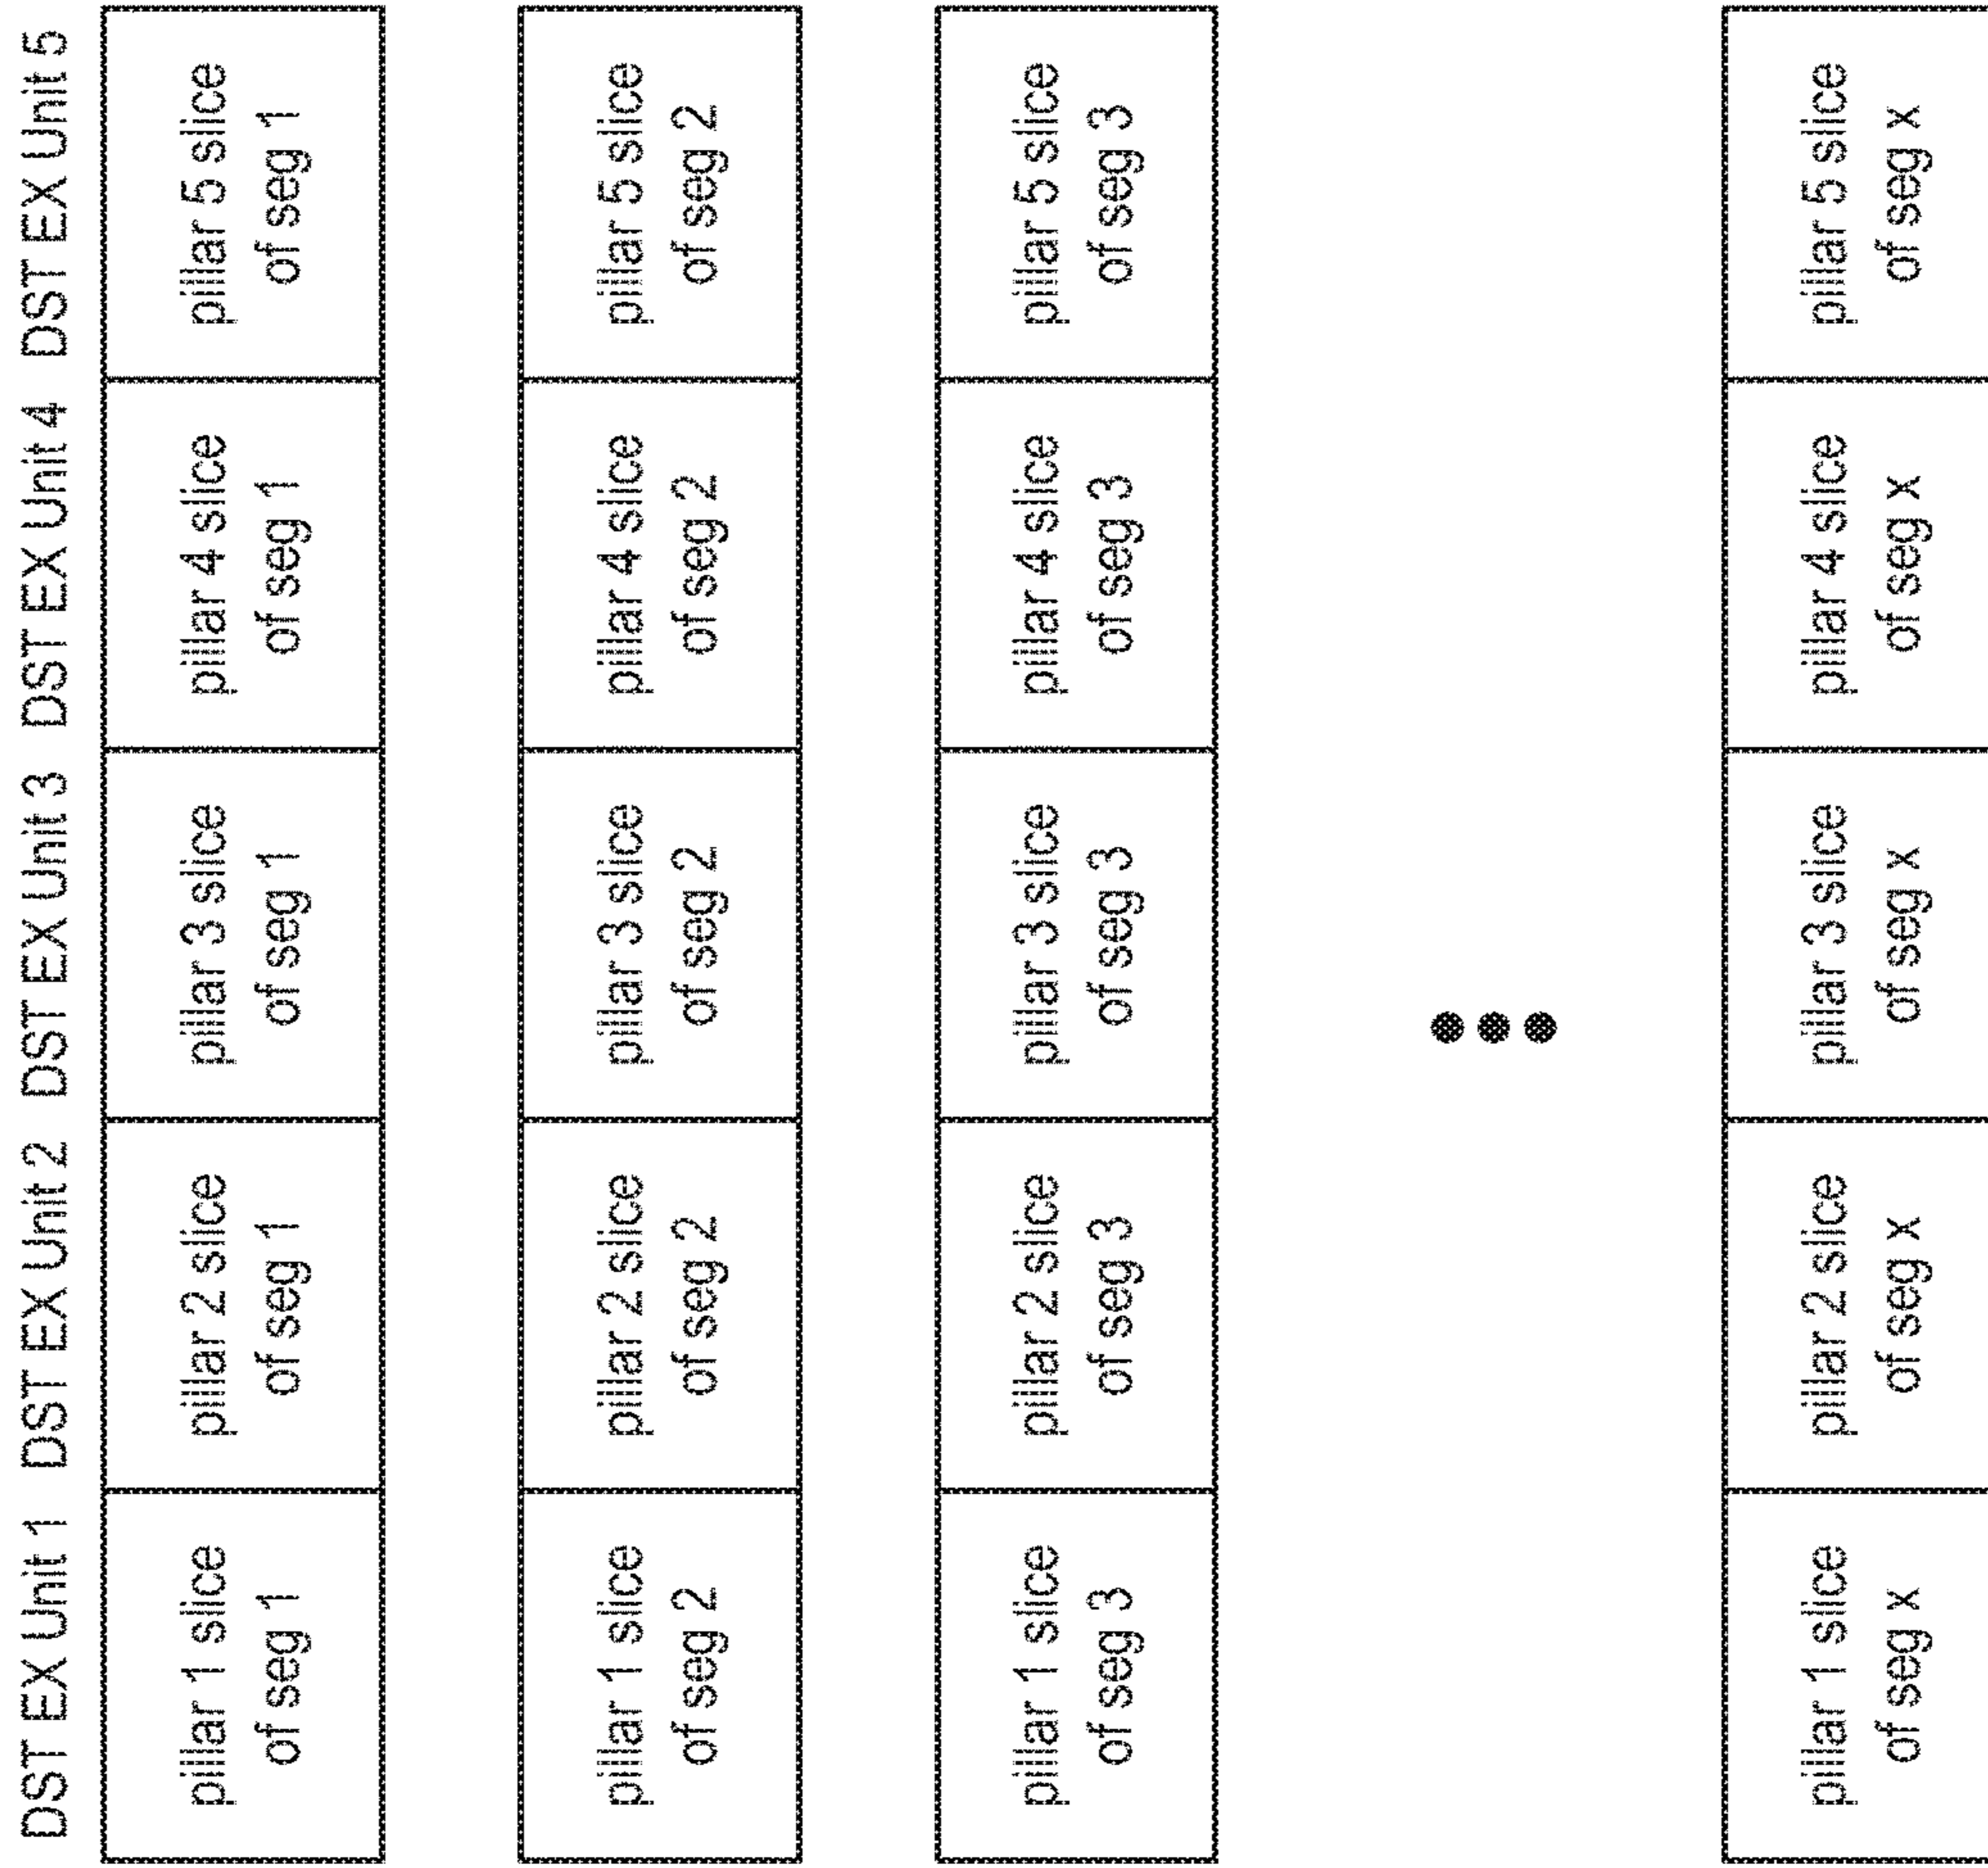 DST EX Unit 1 DST EX Unit 2 DST EX Unit 3 DST EX Unit 4 DST EX Unit 5
pillar 1 slice
of seg 1
pillar 2 slice
of seg 1
pillar 3 slice
of seg 1
pillar 4 slice
of seg 1
pillar 5 slice
of seg 1
pillar 1 slice
of seg 2
pillar 2 slice
of seg 2
pillar 3 slice
of seg 2
pillar 4 slice
of seg 2
pillar 5 slice
of seg 2
pillar 1 slice
of seg 3
pillar 2 slice
of seg 3
pillar 3 slice
of seg 3
pillar 4 slice
of seg 3
pillar 5 slice
of seg 3
pillar 1 slice
of seg x
pillar 2 slice
of seg x
pillar 3 slice
of seg x
pillar 4 slice
of seg x
pillar 5 slice
of seg x